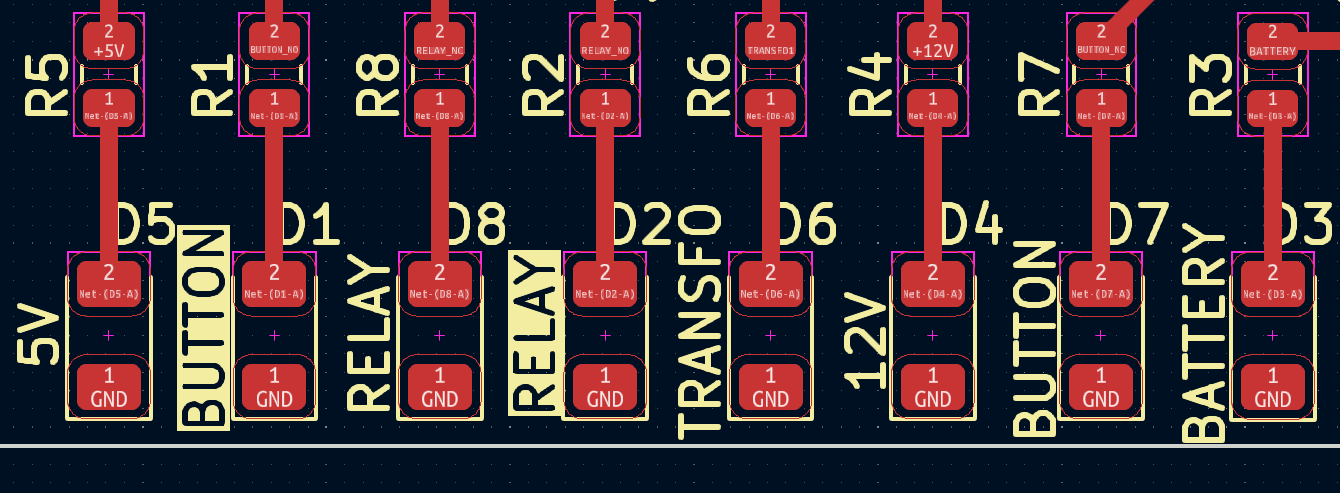 R5
2
+5V
1
Net-(D5-A)
R1
2
BUTTON_NO
1
Net-(D1-A)
R8
2
RELAY_NC
1
Net-(D8-A)
R2
2
RELAY_NO
1
Net-(D2-A)
R6
2
TRANSFO1
1
Net-(D6-A)
R4
2
+12V
1
Net-(D4-A)
R7
2
BUTTON_NC
1
Net-(D7-A)
R3
2
BATTERY
1
Net-(D3-A)
5V
D5
2
Net-(D5-A)
1
GND
BUTTON
D1
2
Net-(D1-A)
1
GND
RELAY
D8
2
Net-(D8-A)
1
GND
RELAY
D2
2
Net-(D2-A)
1
GND
TRANSFO
D6
2
Net-(D6-A)
1
GND
12V
D4
2
Net-(D4-A)
1
GND
BUTTON
D7
2
Net-(D7-A)
1
GND
BATTERY
D3
2
Net-(D3-A)
1
GND